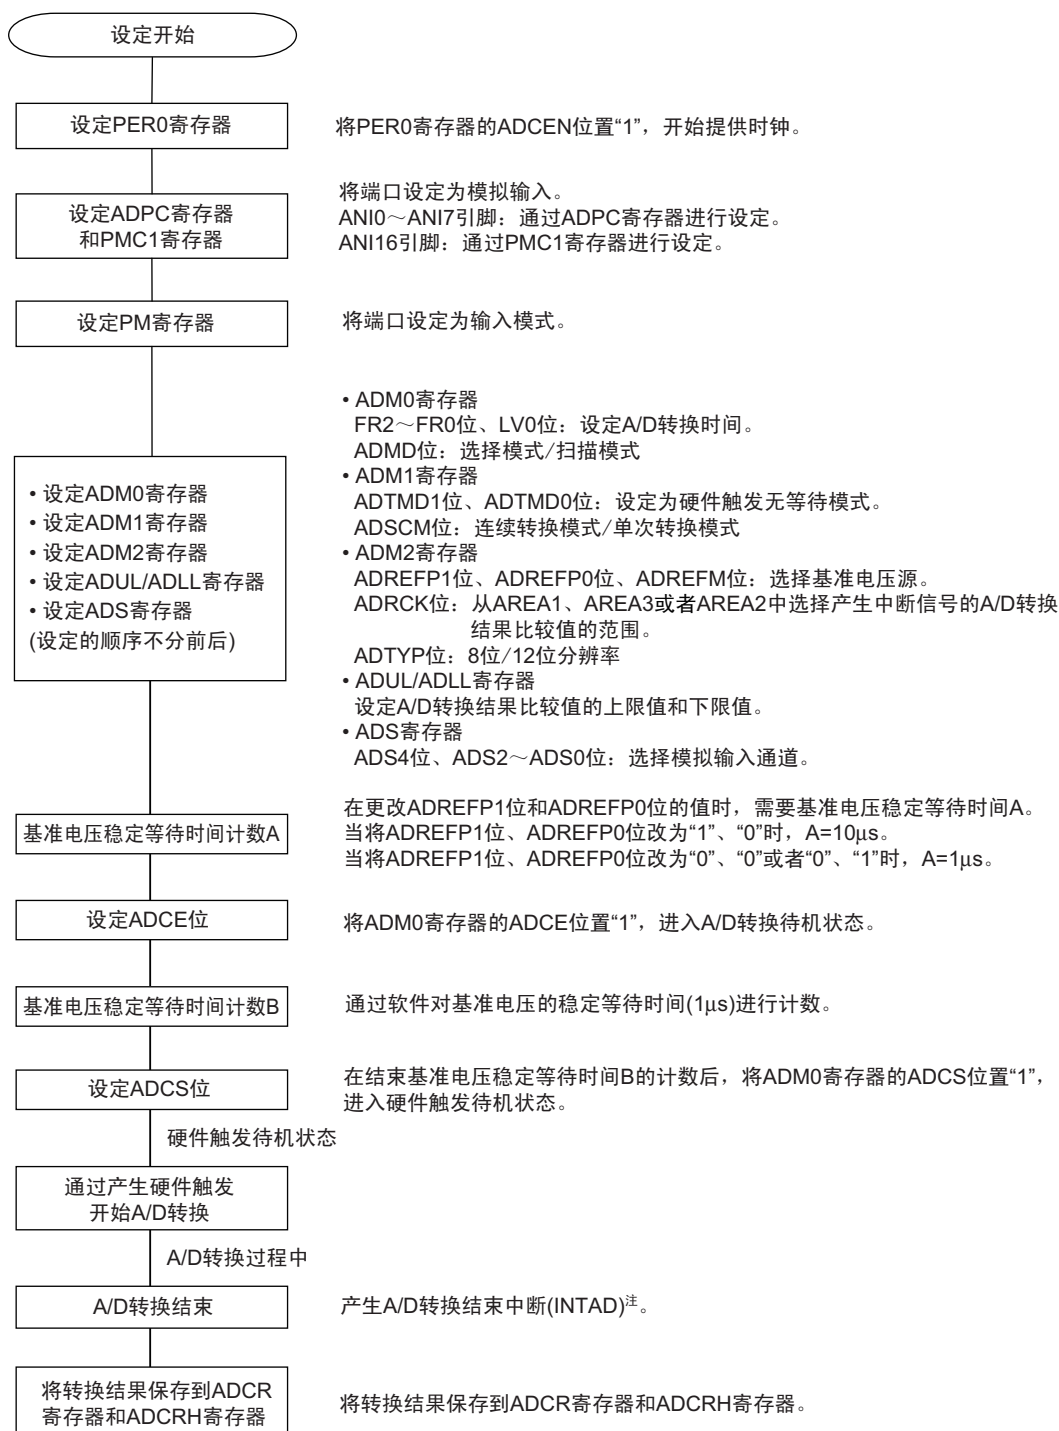 设定开始
设定PER0寄存器
将PER0寄存器的ADCEN位置“1”，开始提供时钟。
设定ADPC寄存器
和PMC1寄存器
将端口设定为模拟输入。
ANI0～ANI7引脚：通过ADPC寄存器进行设定。
ANI16引脚：通过PMC1寄存器进行设定。
设定PM寄存器
将端口设定为输入模式。
• 设定ADM0寄存器
• 设定ADM1寄存器
• 设定ADM2寄存器
• 设定ADUL/ADLL寄存器
• 设定ADS寄存器
(设定的顺序不分前后)
• ADM0寄存器
FR2～FR0位、LV0位：设定A/D转换时间。
ADMD位：选择模式/扫描模式
• ADM1寄存器
ADTMD1位、ADTMD0位：设定为硬件触发无等待模式。
ADSCM位：连续转换模式/单次转换模式
• ADM2寄存器
ADREFP1位、ADREFP0位、ADREFM位：选择基准电压源。
ADRCK位：从AREA1、AREA3或者AREA2中选择产生中断信号的A/D转换
结果比较值的范围。
ADTYP位：8位/12位分辨率
• ADUL/ADLL寄存器
设定A/D转换结果比较值的上限值和下限值。
• ADS寄存器
ADS4位、ADS2～ADS0位：选择模拟输入通道。
基准电压稳定等待时间计数A
在更改ADREFP1位和ADREFP0位的值时，需要基准电压稳定等待时间A。
当将ADREFP1位、ADREFP0位改为“1”、“0”时，A=10μs。
当将ADREFP1位、ADREFP0位改为“0”、“0”或者“0”、“1”时，A=1μs。
设定ADCE位
将ADM0寄存器的ADCE位置“1”，进入A/D转换待机状态。
基准电压稳定等待时间计数B
通过软件对基准电压的稳定等待时间(1μs)进行计数。
设定ADCS位
在结束基准电压稳定等待时间B的计数后，将ADM0寄存器的ADCS位置“1”，
进入硬件触发待机状态。
硬件触发待机状态
通过产生硬件触发
开始A/D转换
A/D转换过程中
A/D转换结束
产生A/D转换结束中断(INTAD)注。
将转换结果保存到ADCR
寄存器和ADCRH寄存器
将转换结果保存到ADCR寄存器和ADCRH寄存器。